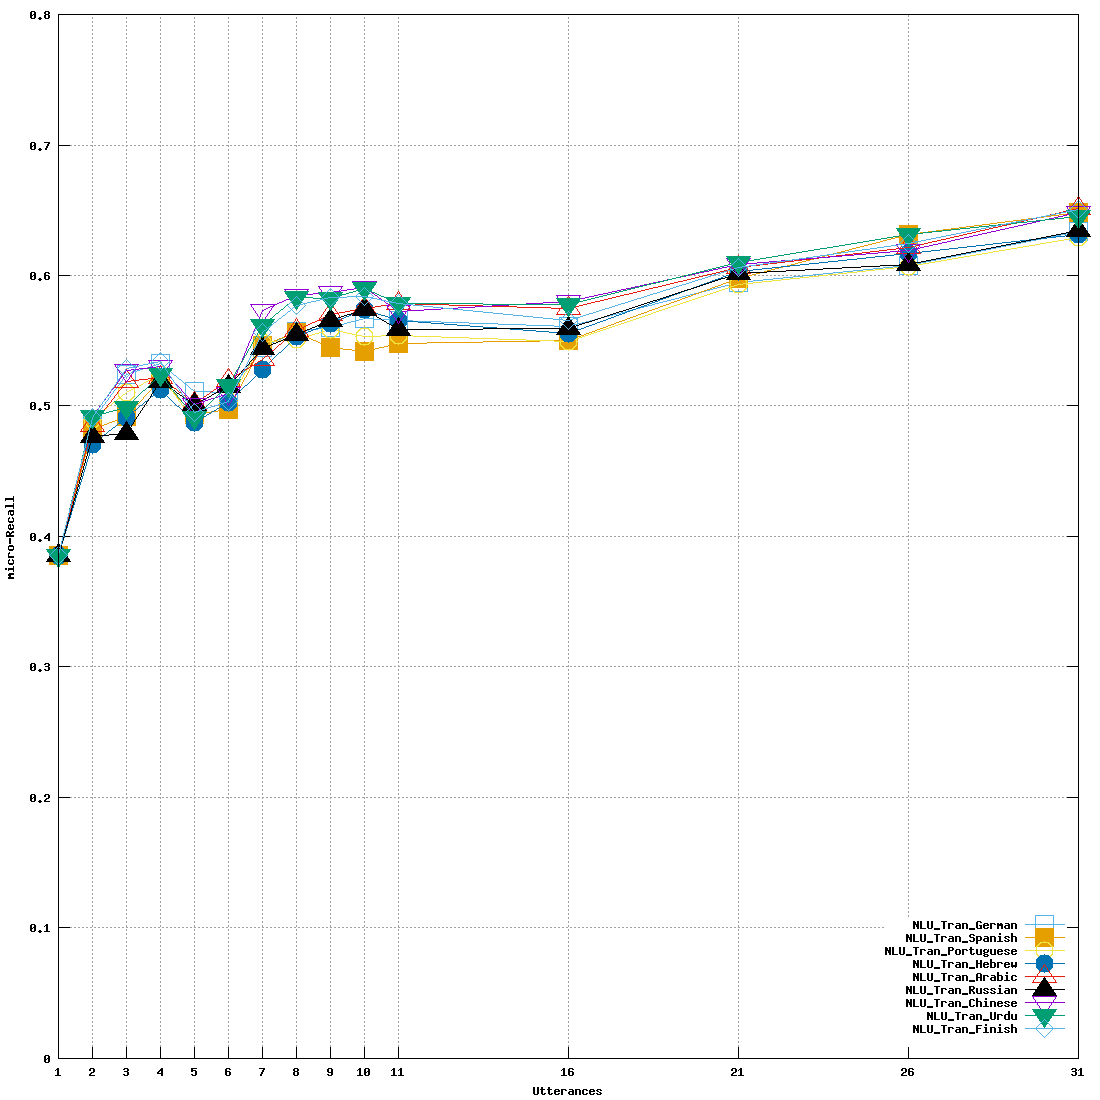 0.8
0.7
0.6
0.5
0.4
0.3
0.2
0.1
0
micro-Recall
1 2 3 4 5 6 7 8 9 10 11 16 21 26 31
Utterances
NLU_Tran_German
NLU_Tran_Spanish
NLU_Tran_Portuguese
NLU_Tran_Hebrew
NLU_Tran_Arabic
NLU_Tran_Russian
NLU_Tran_Chinese
NLU_Tran_Urdu
NLU_Tran_Finish